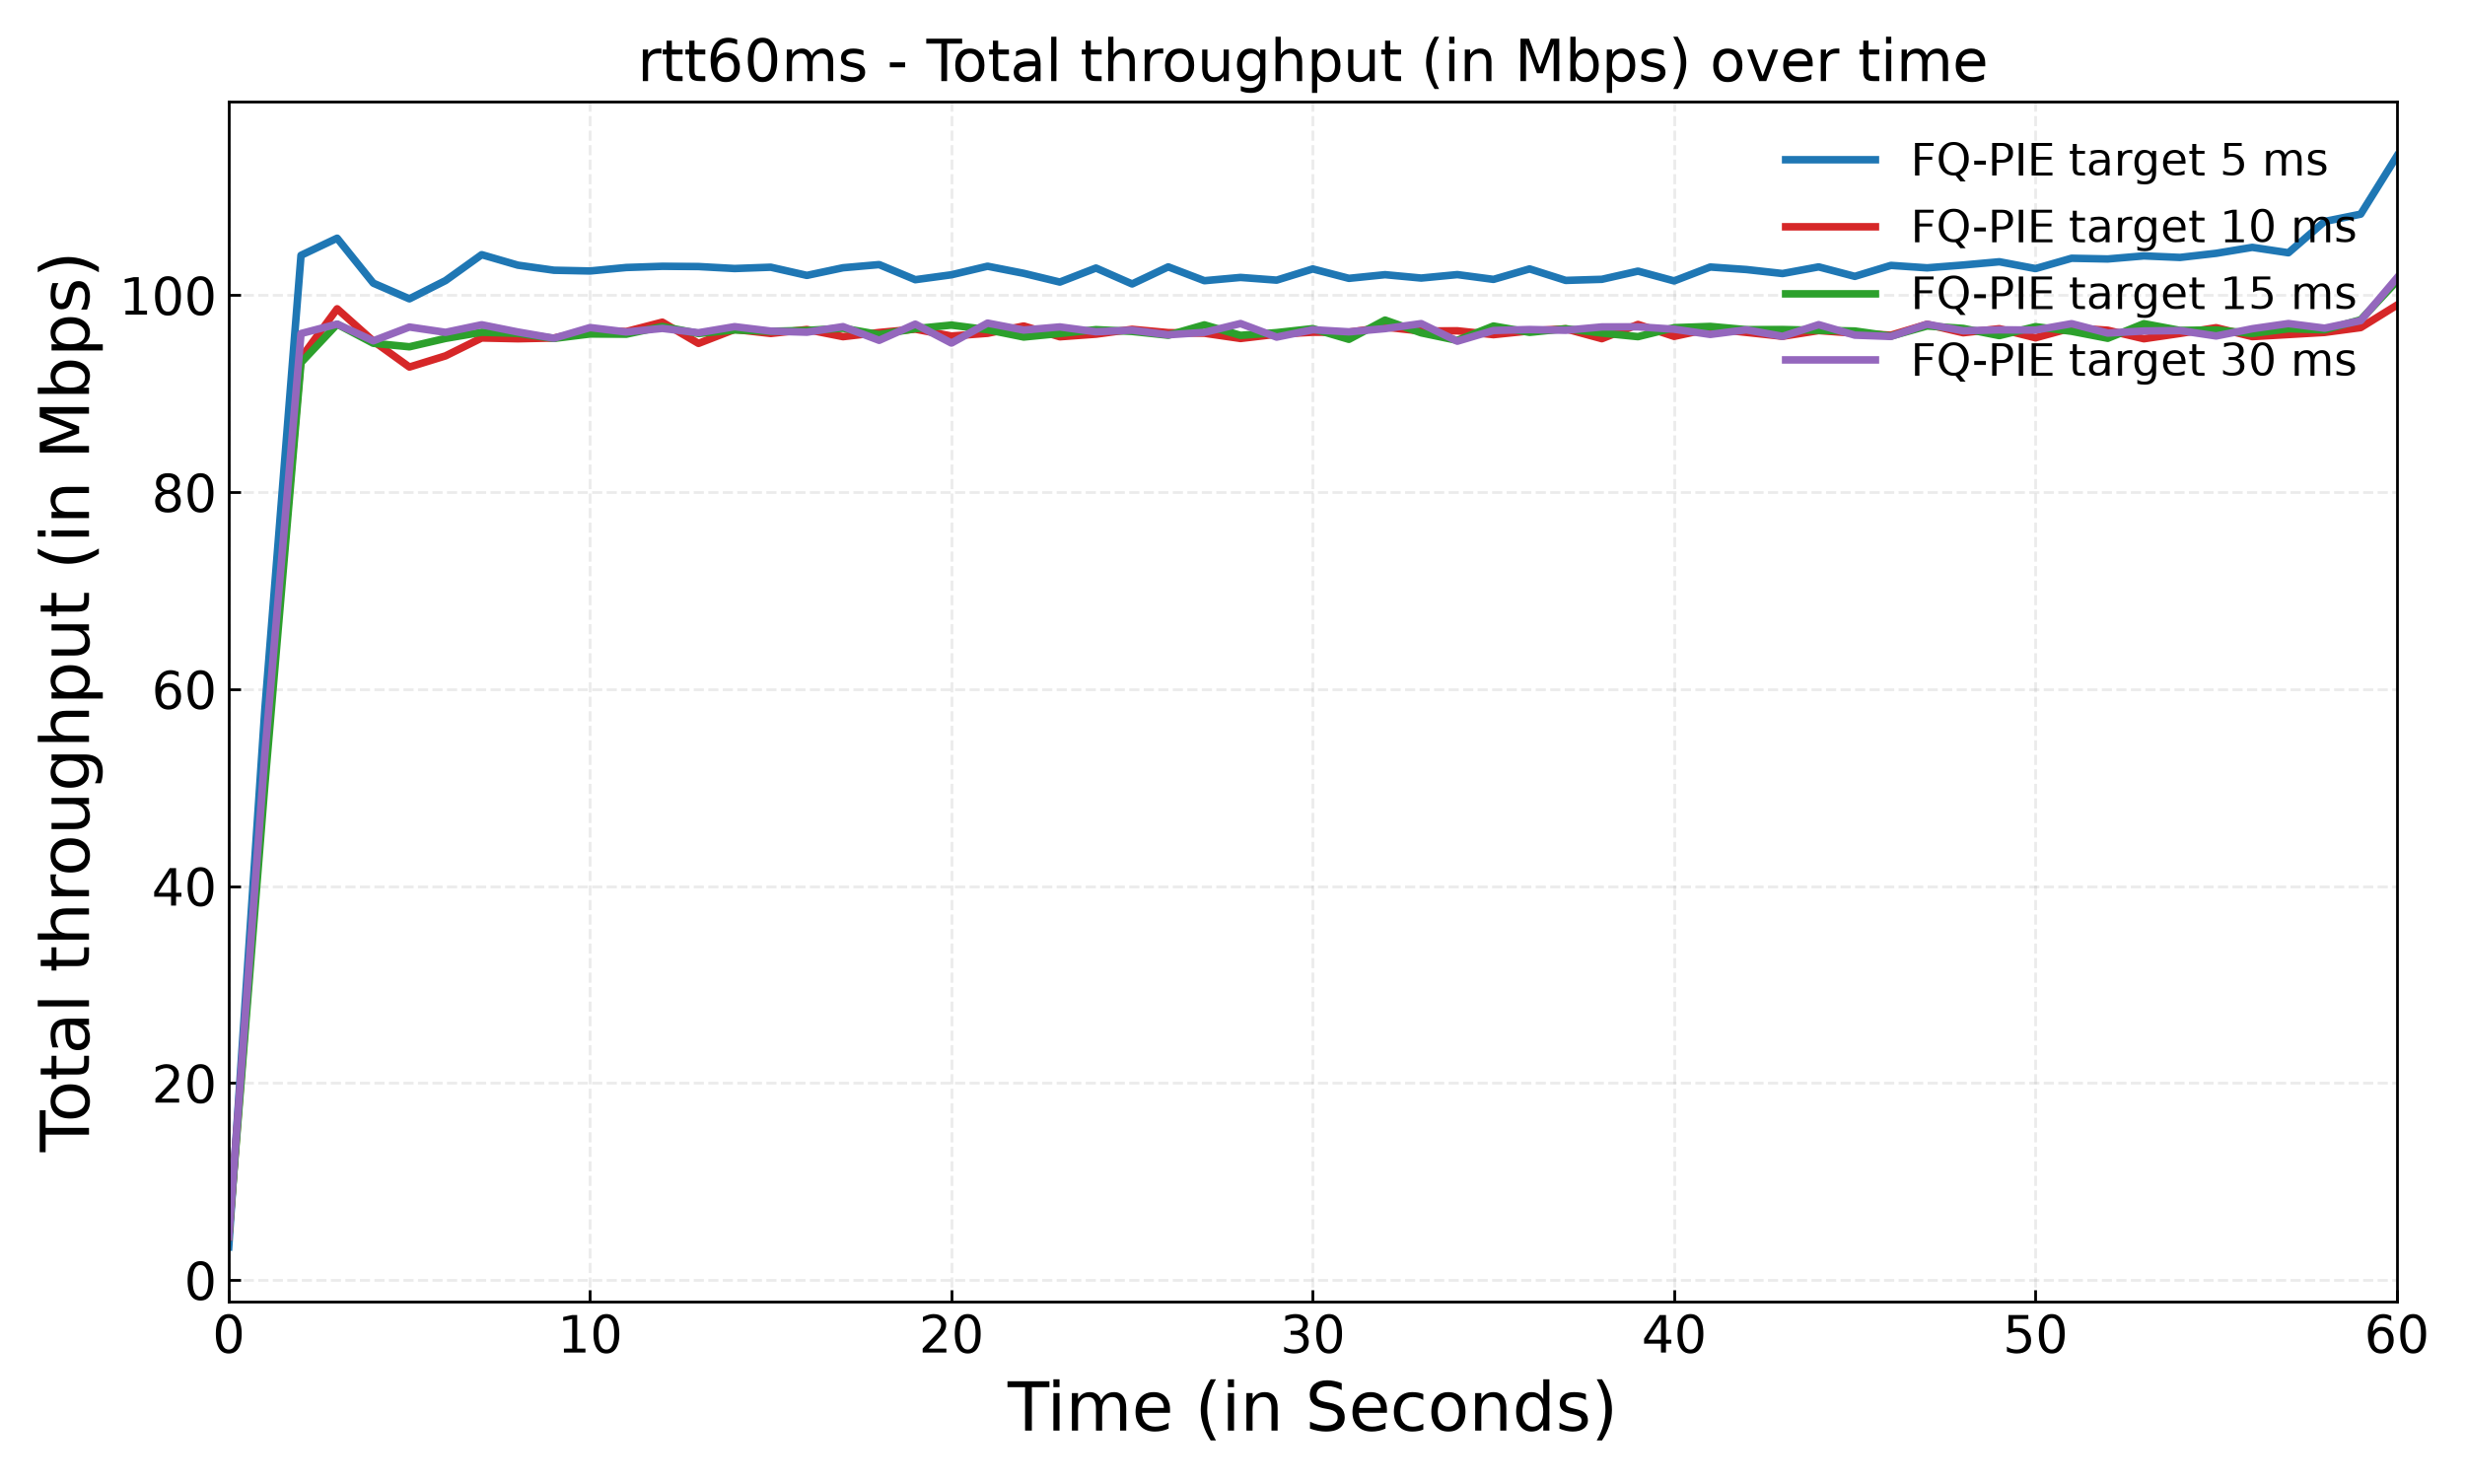 rtt60ms - Total throughput (in Mbps) over time
Total throughput (in Mbps)
100
80
60
40
20
0
FQ-PIE target 5 ms
FQ-PIE target 10 ms
FQ-PIE target 15 ms
FQ-PIE target 30 ms
0 10 20 30 40 50 60
Time (in Seconds)